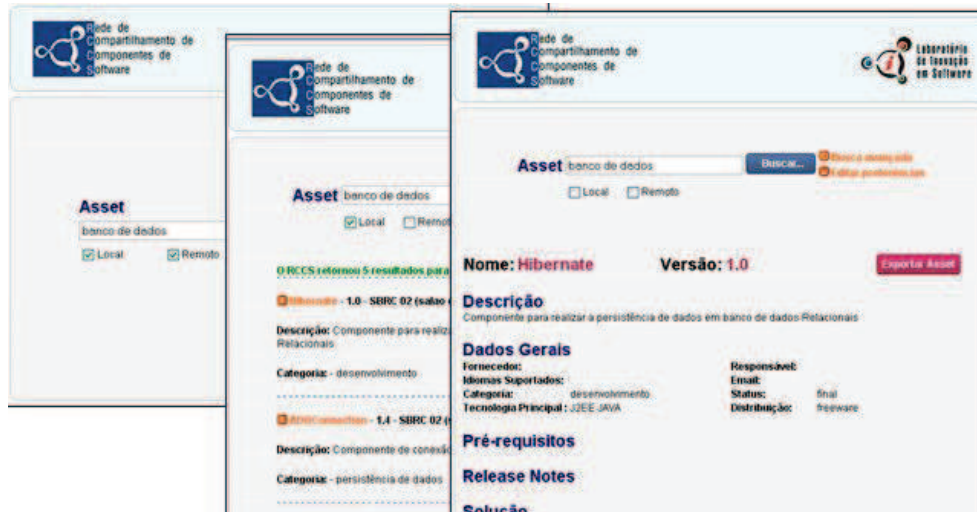 Rede de
Compartilhamento de
Componentes de
Software
Asset
banco de dados
Local Remoto
Rede de
Compartilhamento de
Componentes de
Software
Asset banco de dados
Local Remot
O RCCS retornou 5 resultados para
Hibernate - 1.0 - SBRC 02 (salao
Descrição: Componente para realiz
Relacionais
Categoria: - desenvolvimento
- 1.4 - SBRC 02 (
Descrição: Componente de conexão
Categoria: - persistência de dados
Rede de
Compartilhamento de
Componentes de
Software
Laboratório
de Inovação
em Software
Asset banco de dados Buscar...
Busca avançada
Editar preferências
Local Remoto
Nome: Hibernate Versão: 1.0 Exportar Asset
Descrição
Componente para realizar a persistência de dados em banco de dados Relacionais
Dados Gerais
Fornecedor: Responsável:
Idiomas Suportados: Email:
Categoria: desenvolvimento Status: final
Tecnologia Principal : J2EE JAVA Distribuição: freeware
Pré-requisitos
Release Notes
Solução